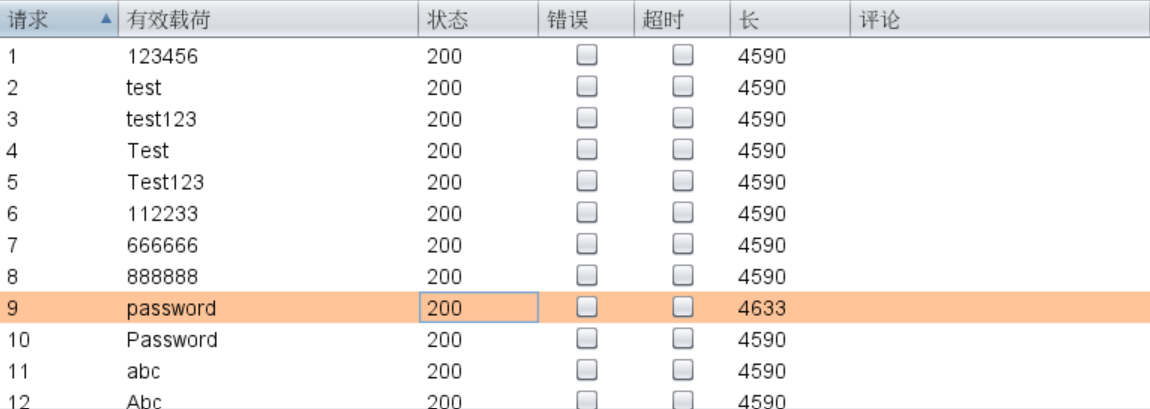 请求 有效载荷 状态 错误 超时 长 评论
1 123456 200 4590
2 test 200 4590
3 test123 200 4590
4 Test 200 4590
5 Test123 200 4590
6 112233 200 4590
7 666666 200 4590
8 888888 200 4590
9 password 200 4633
10 Password 200 4590
11 abc 200 4590
12 Abc 200 4590